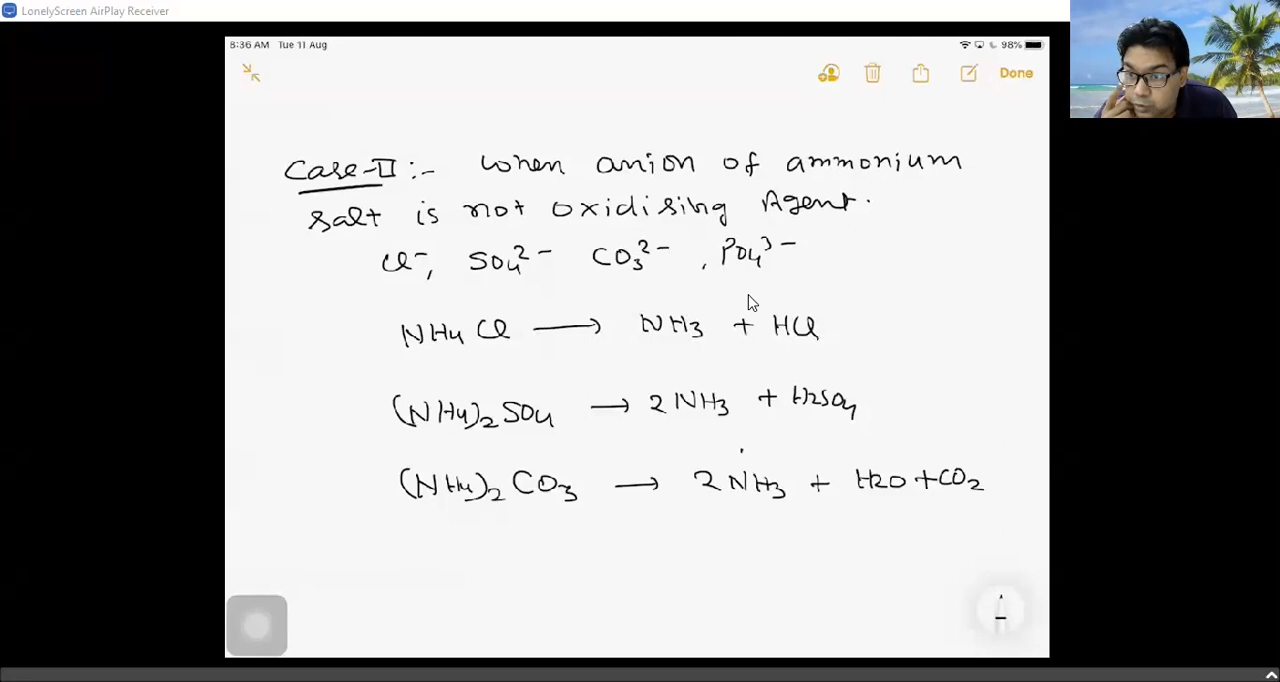 LonelyScreen AirPlay Receiver
8:36 AM Tue 11 Aug
98%
Done
Case-II :- when anion of ammonium
salt is not oxidising Agent.
Cl⁻, SO₄²⁻ CO₃²⁻ , PO₄³⁻
NH₄Cl ⟶ NH₃ + HCl
(NH₄)₂SO₄ ⟶ 2NH₃ + H₂SO₄
(NH₄)₂CO₃ ⟶ 2NH₃ + H₂O + CO₂